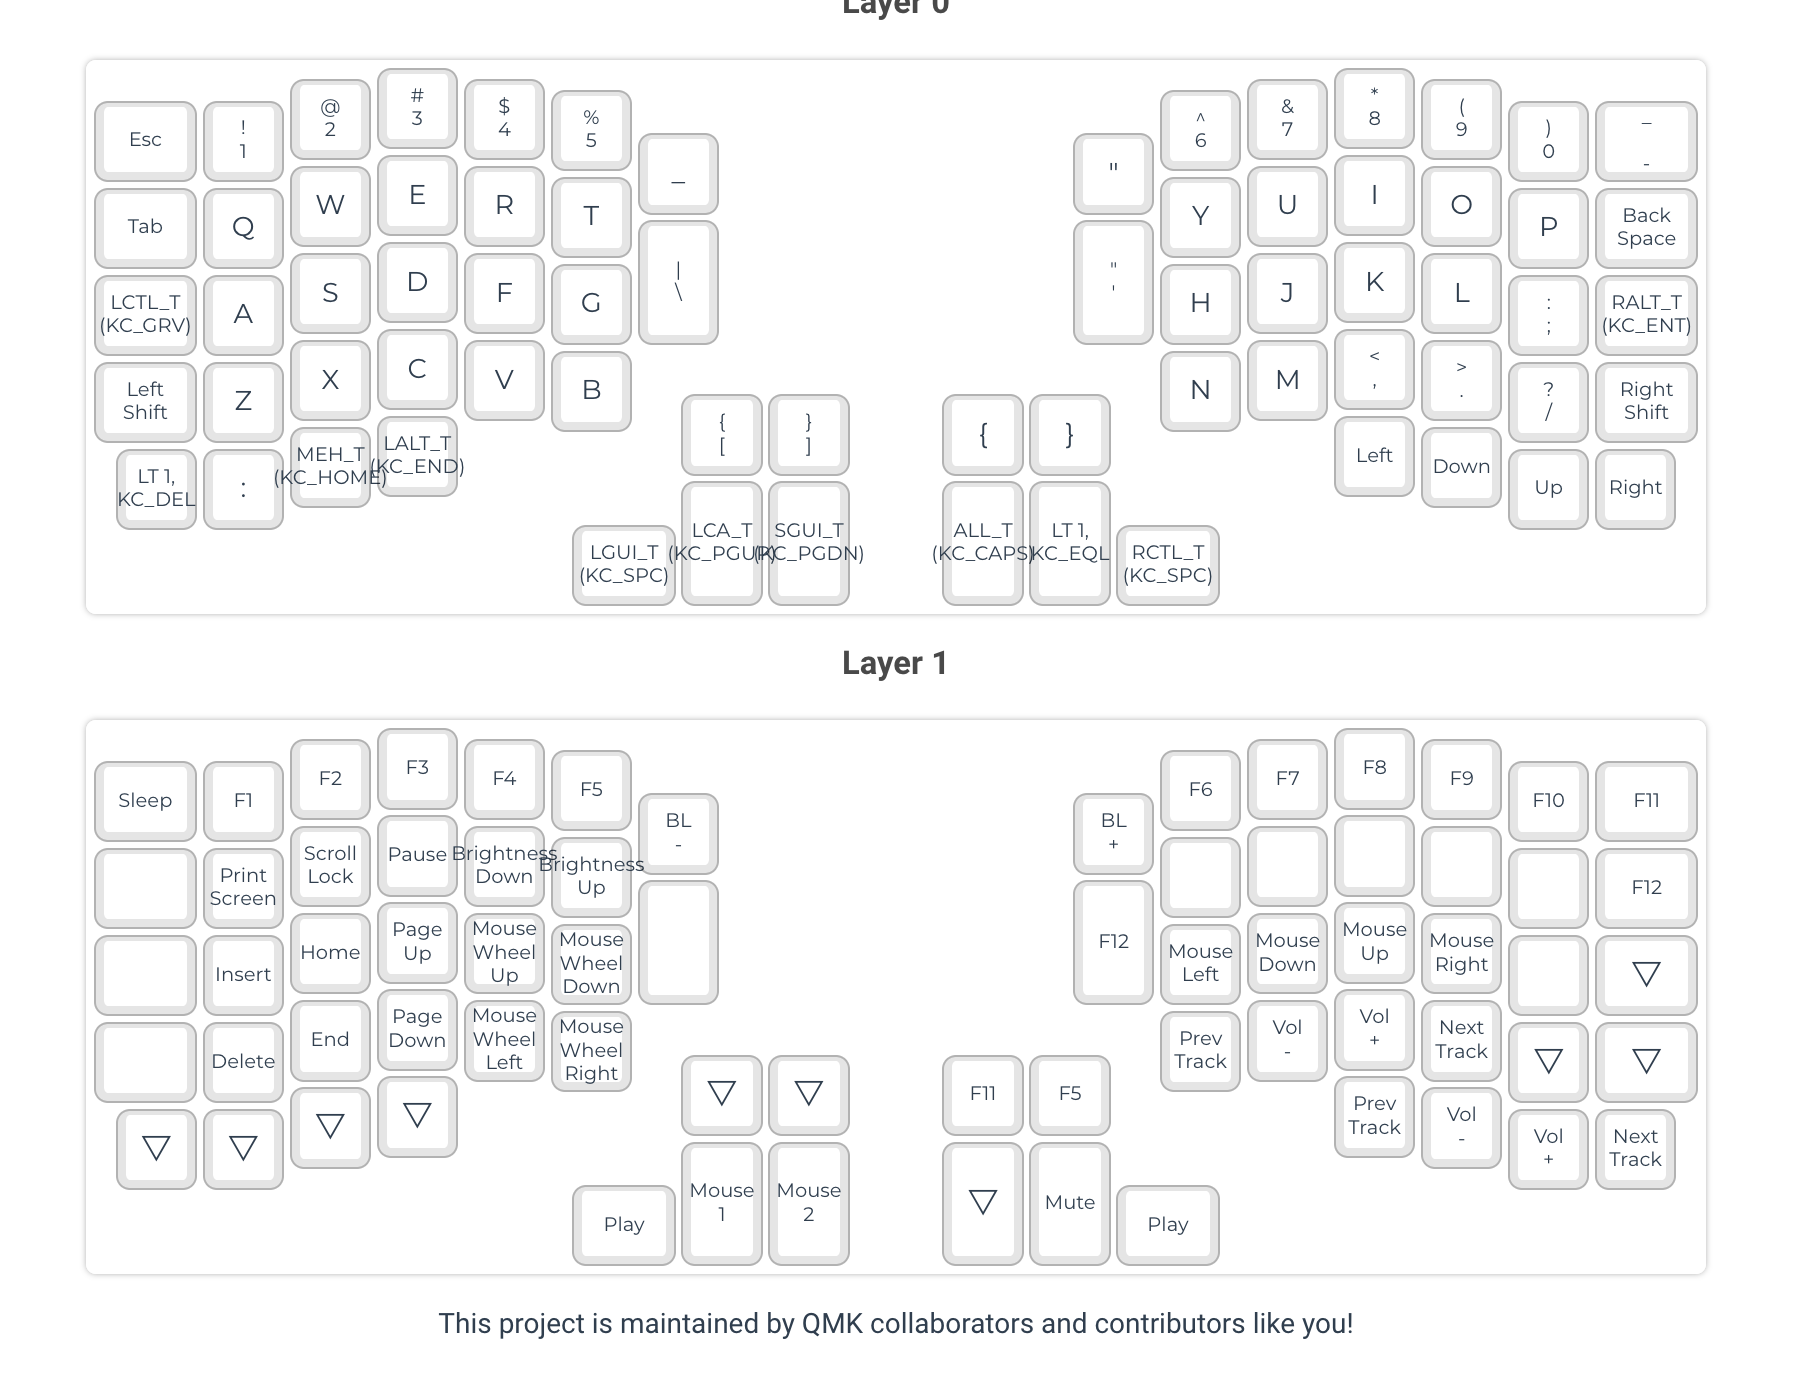 Layer 0
Esc
!
1
@
2
#
3
$
4
%
5
_
"
^
6
&
7
*
8
(
9
)
0
_
-
Tab
Q
W
E
R
T
|
\
"
'
Y
U
I
O
P
Back
Space
LCTL_T
(KC_GRV)
A
S
D
F
G
H
J
K
L
:
;
RALT_T
(KC_ENT)
Left
Shift
Z
X
C
V
B
N
M
<
,
>
.
?
/
Right
Shift
LT 1,
KC_DEL
:
MEH_T
(KC_HOME)
LALT_T
(KC_END)
{
[
}
]
{
}
Left
Down
Up
Right
LGUI_T
(KC_SPC)
LCA_T
(KC_PGUP)
SGUI_T
(KC_PGDN)
ALL_T
(KC_CAPS)
LT 1,
KC_EQL
RCTL_T
(KC_SPC)
Layer 1
Sleep
F1
F2
F3
F4
F5
BL
-
BL
+
F6
F7
F8
F9
F10
F11
Print
Screen
Scroll
Lock
Pause
Brightness
Down
Brightness
Up
F12
F12
Insert
Home
Page
Up
Mouse
Wheel
Up
Mouse
Wheel
Down
Mouse
Left
Mouse
Down
Mouse
Up
Mouse
Right
▽
Delete
End
Page
Down
Mouse
Wheel
Left
Mouse
Wheel
Right
Prev
Track
Vol
-
Vol
+
Next
Track
▽
▽
▽
▽
▽
▽
▽
▽
F11
F5
Prev
Track
Vol
-
Vol
+
Next
Track
Play
Mouse
1
Mouse
2
▽
Mute
Play
This project is maintained by QMK collaborators and contributors like you!